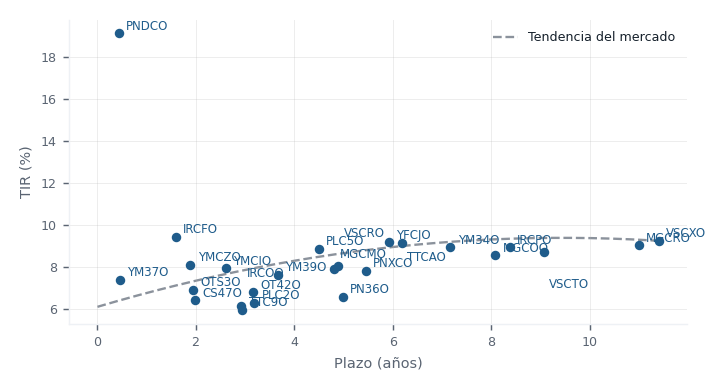 PNDCO
Tendencia del mercado
18
16
14
12
10
8
6
TIR (%)
IRCFO
VSCRO
YFCJO
VSCXO
PLC5O
YM34O
IRCPO
MGCRO
MGCMO
NGCOO
YMCZO
YMCIO
TTCAO
YM37O
IRCOO
YM39O
PNXCO
OTS3O
OT42O
VSCTO
CS47O
PLC2O
PN36O
TTC9O
0
2
4
6
8
10
Plazo (años)